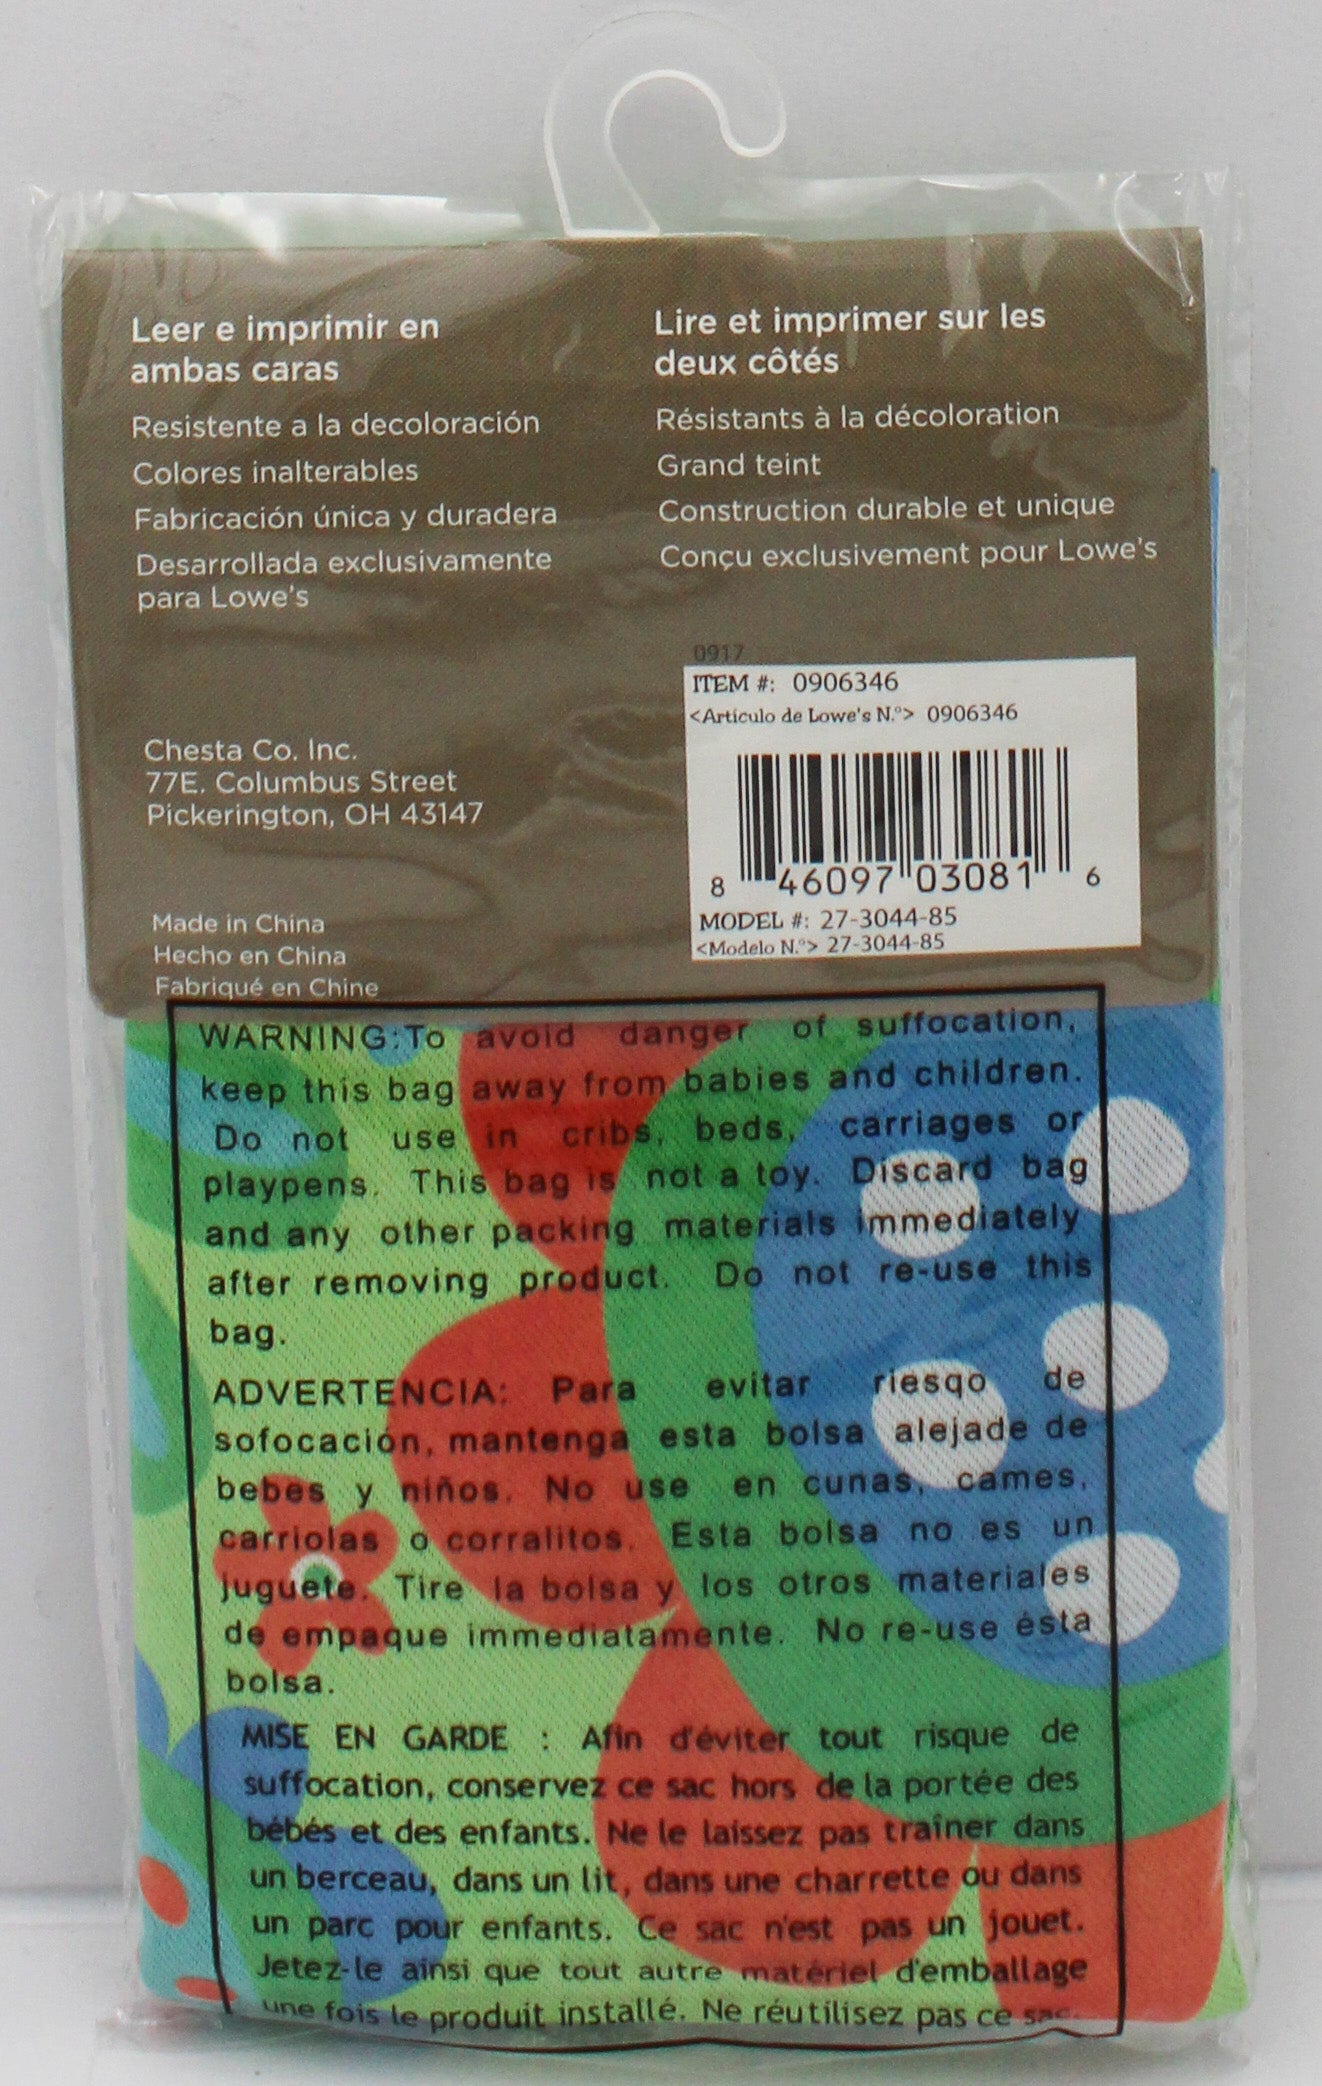 Leer e imprimir en
ambas caras
Resistente a la decoloración
Colores inalterables
Fabricación única y duradera
Desarrollada exclusivamente
para Lowe's
Lire et imprimer sur les
deux côtés
Résistants à la décoloration
Grand teint
Construction durable et unique
Conçu exclusivement pour Lowe's
Chesta Co. Inc.
77E. Columbus Street
Pickerington, OH 43147
Made in China
Hecho en China
Fabriqué en Chine
0917
ITEM #: 0906346
<Articulo de Lowe's N.º> 0906346
8 46097 03081 6
MODEL #: 27-3044-85
<Modelo N.º> 27-3044-85
WARNING:To avoid danger of suffocation,
keep this bag away from babies and children.
Do not use in cribs, beds, carriages or
playpens. This bag is not a toy. Discard bag
and any other packing materials immediately
after removing product. Do not re-use this
bag.
ADVERTENCIA: Para evitar riesqo de
sofocación, mantenga esta bolsa alejade de
bebes y niños. No use en cunas, cames,
carriolas o corralitos. Esta bolsa no es un
juguete. Tire la bolsa y los otros materiales
de empaque immediatamente. No re-use ésta
bolsa.
MISE EN GARDE : Afin d'éviter tout risque de
suffocation, conservez ce sac hors de la portée des
bébés et des enfants. Ne le laissez pas traîner dans
un berceau, dans un lit, dans une charrette ou dans
un parc pour enfants. Ce sac n'est pas un jouet.
Jetez-le ainsi que tout autre matériel d'emballage
une fois le produit installé. Ne réutilisez pas ce sac.